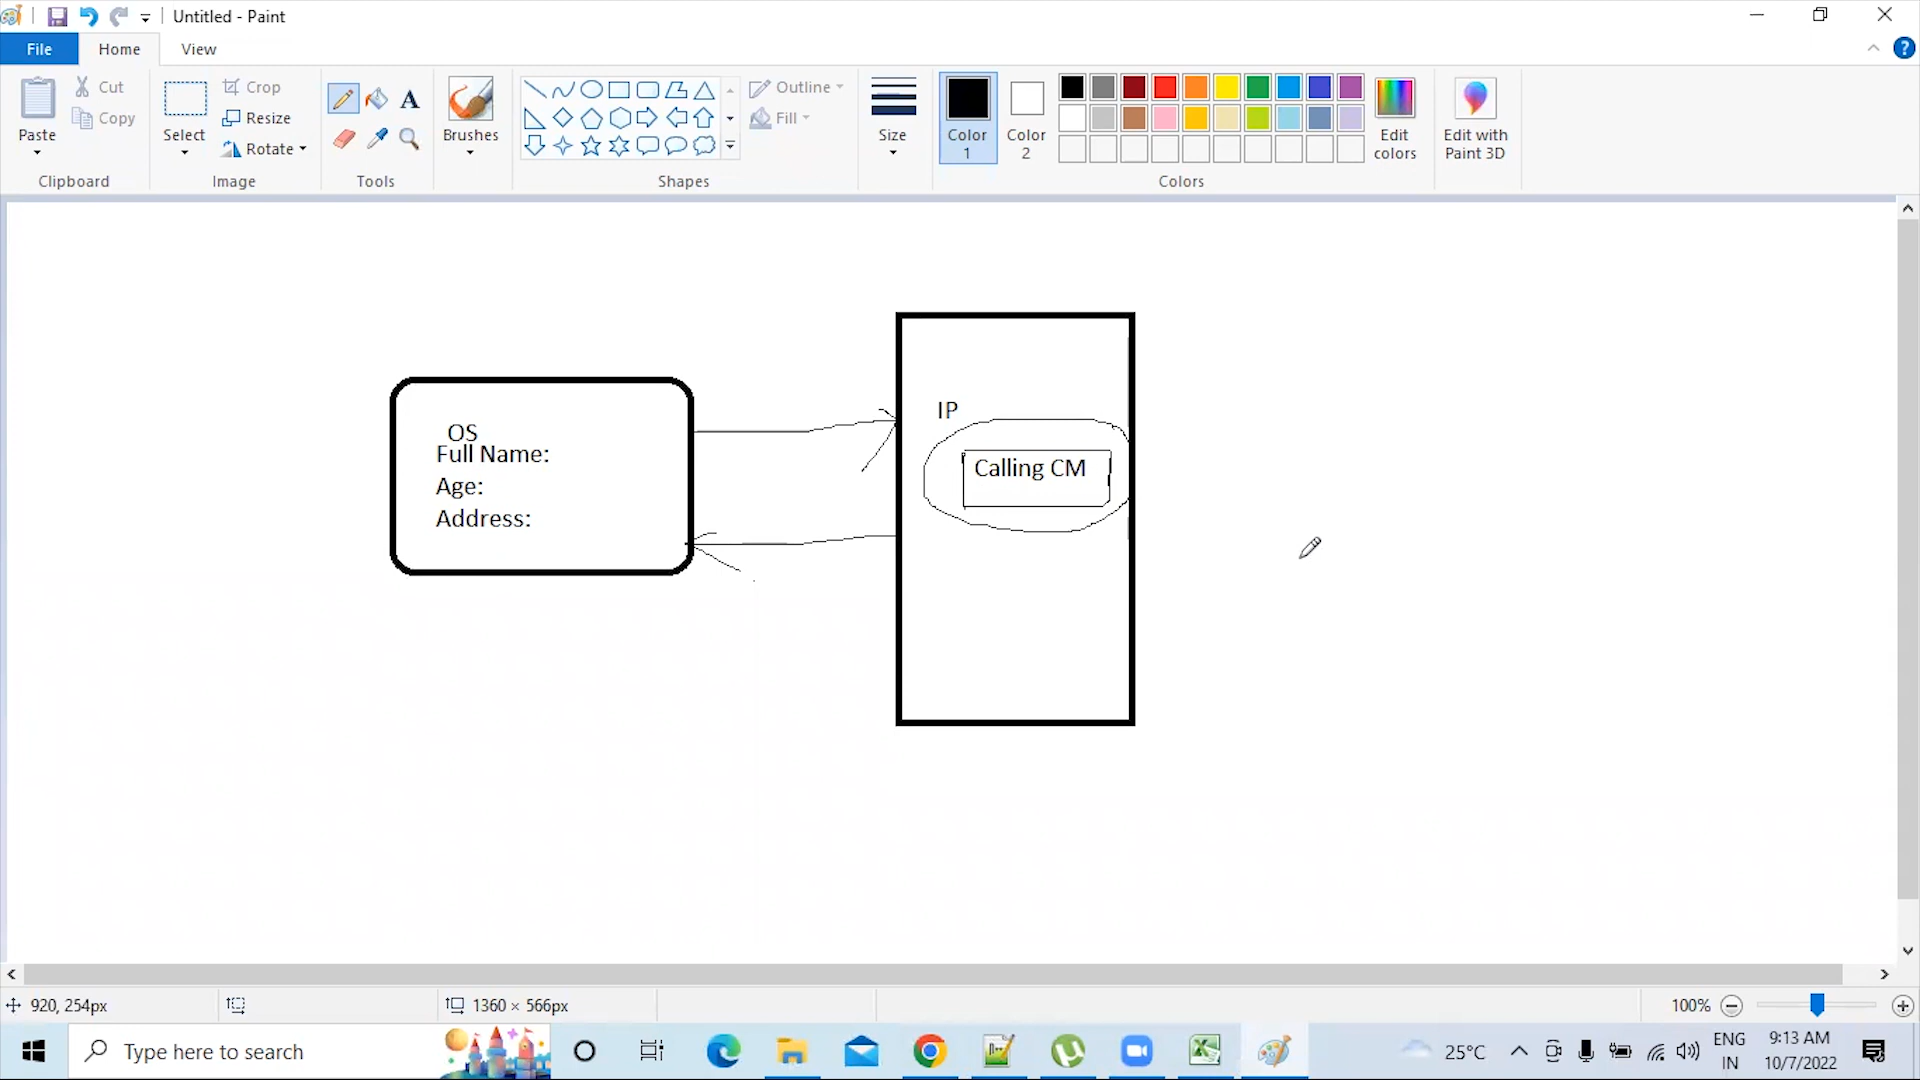 Untitled - Paint
File
Home
View
Paste
Cut
Copy
Clipboard
Select
Crop
Resize
Rotate
Image
A
Tools
Brushes
Outline
Fill
Shapes
Size
Color
1
Color
2
Edit
colors
Colors
Edit with
Paint 3D
?
OS
Full Name:
Age:
Address:
IP
Calling CM
920, 254px
1360 × 566px
100%
Type here to search
25°C
ENG
IN
9:13 AM
10/7/2022